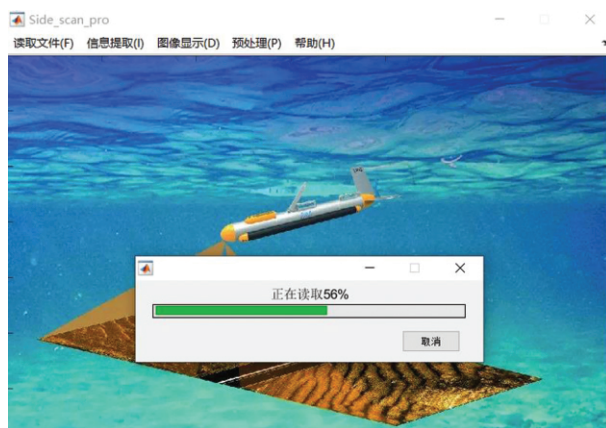 Side_scan_pro
读取文件(F) 信息提取(I) 图像显示(D) 预处理(P) 帮助(H)
正在读取56%
取消